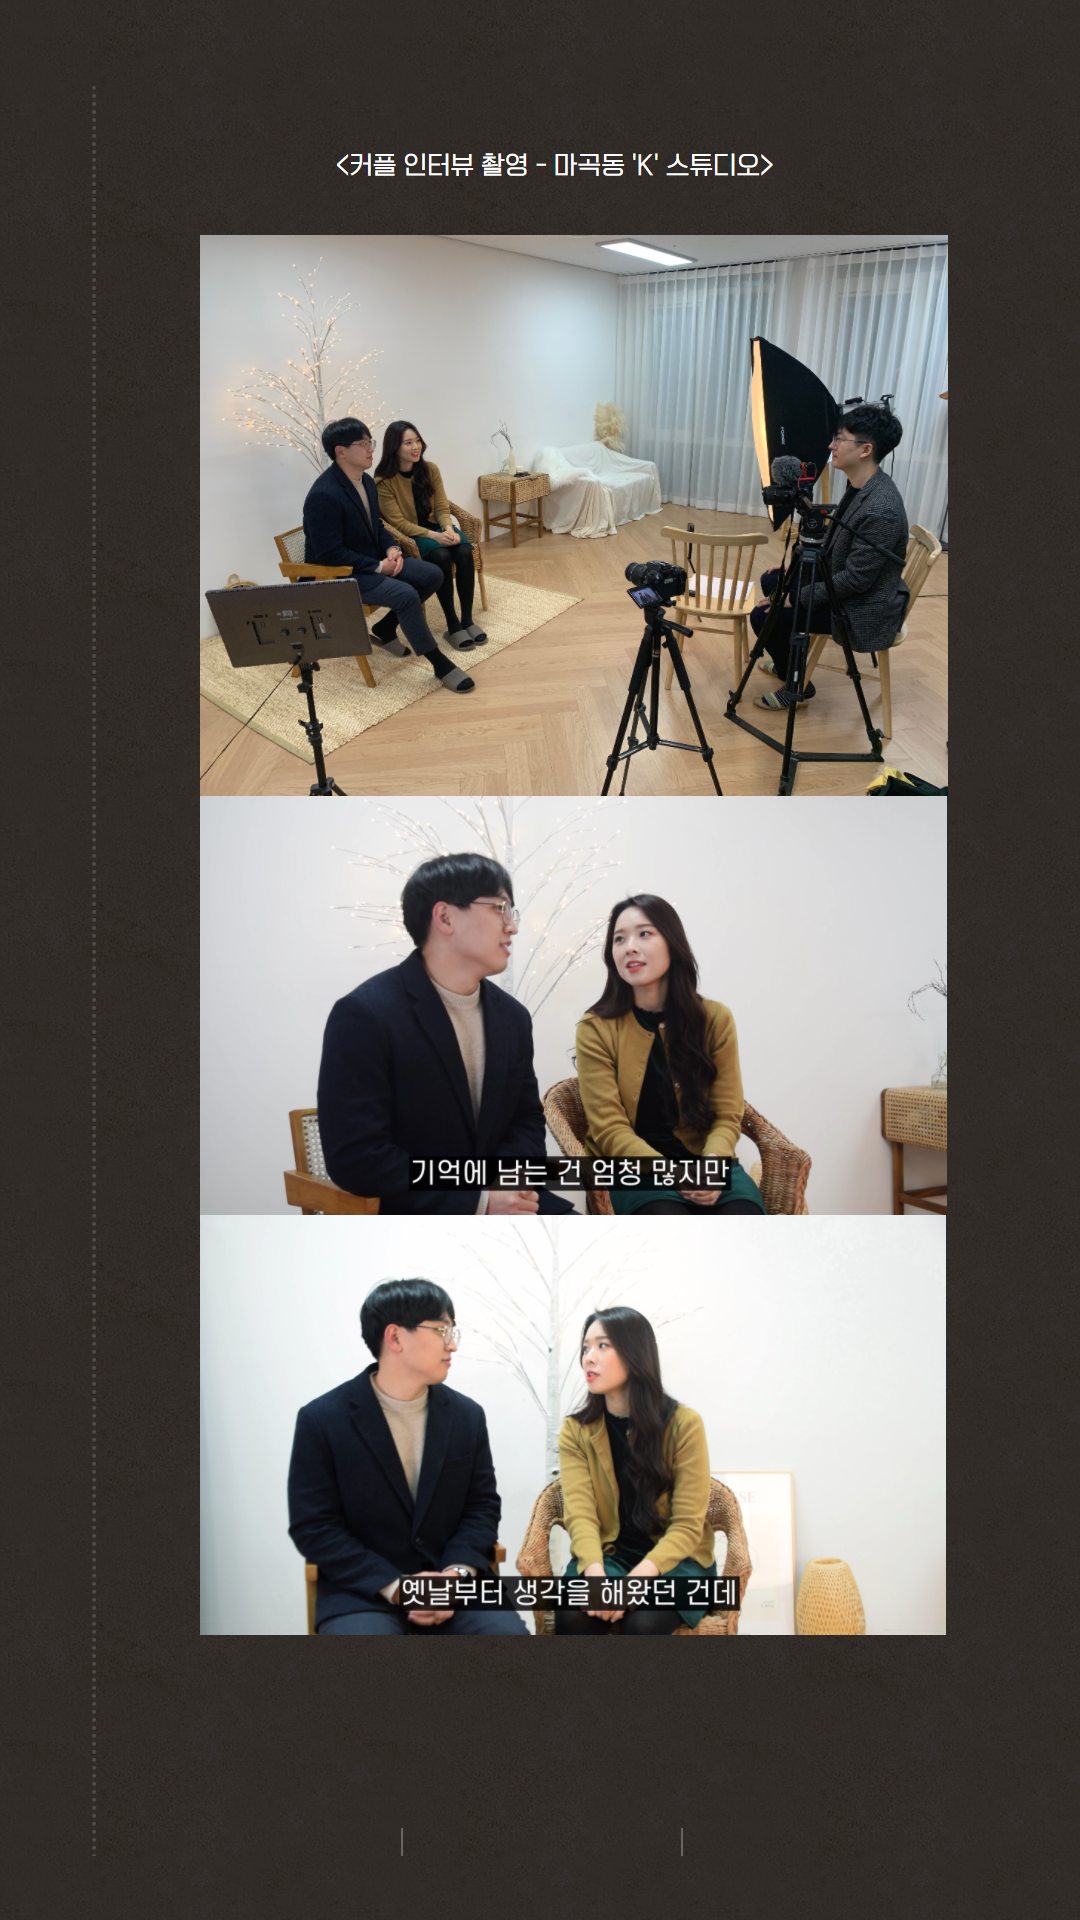 <커플 인터뷰 촬영 - 마곡동 'K' 스튜디오>
기억에 남는 건 엄청 많지만
옛날부터 생각을 해왔던 건데